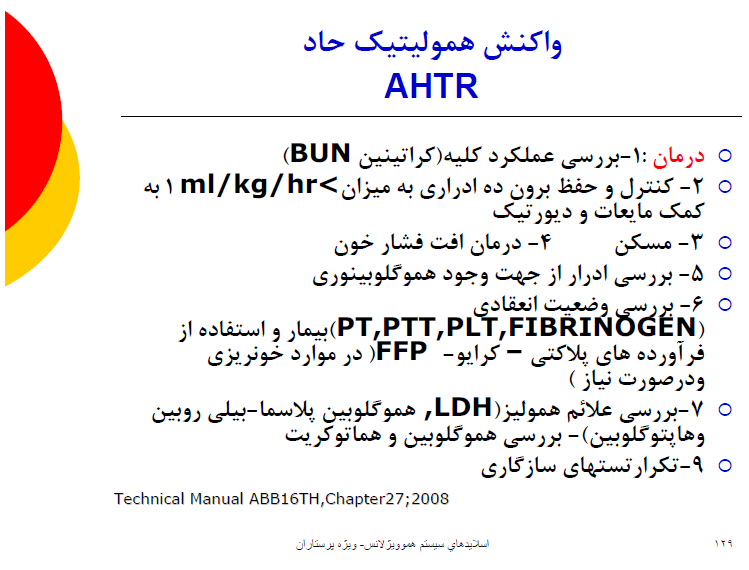 واکنش همولیتیک حاد
AHTR
درمان :۱-بررسی عملکرد کلیه(کراتینین BUN)
۲- کنترل و حفظ برون ده ادراری به میزان>ml/kg/hr ۱ به
کمک مایعات و دیورتیک
۳- مسکن ۴- درمان افت فشار خون
۵- بررسی ادرار از جهت وجود هموگلوبینوری
۶- بررسی وضعیت انعقادی
(PT,PTT,PLT,FIBRINOGEN)بیمار و استفاده از
فرآورده های پلاکتی – کرایو- FFP( در موارد خونریزی
ودرصورت نیاز )
۷-بررسی علائم همولیز(LDH, هموگلوبین پلاسما-بیلی روبین
وهاپتوگلوبین)- بررسی هموگلوبین و هماتوکریت
۹-تکرارتستهای سازگاری
Technical Manual ABB16TH,Chapter27;2008
اسلایدهاي سیستم هموویژلانس- ویژه پرستاران
۱۲۹